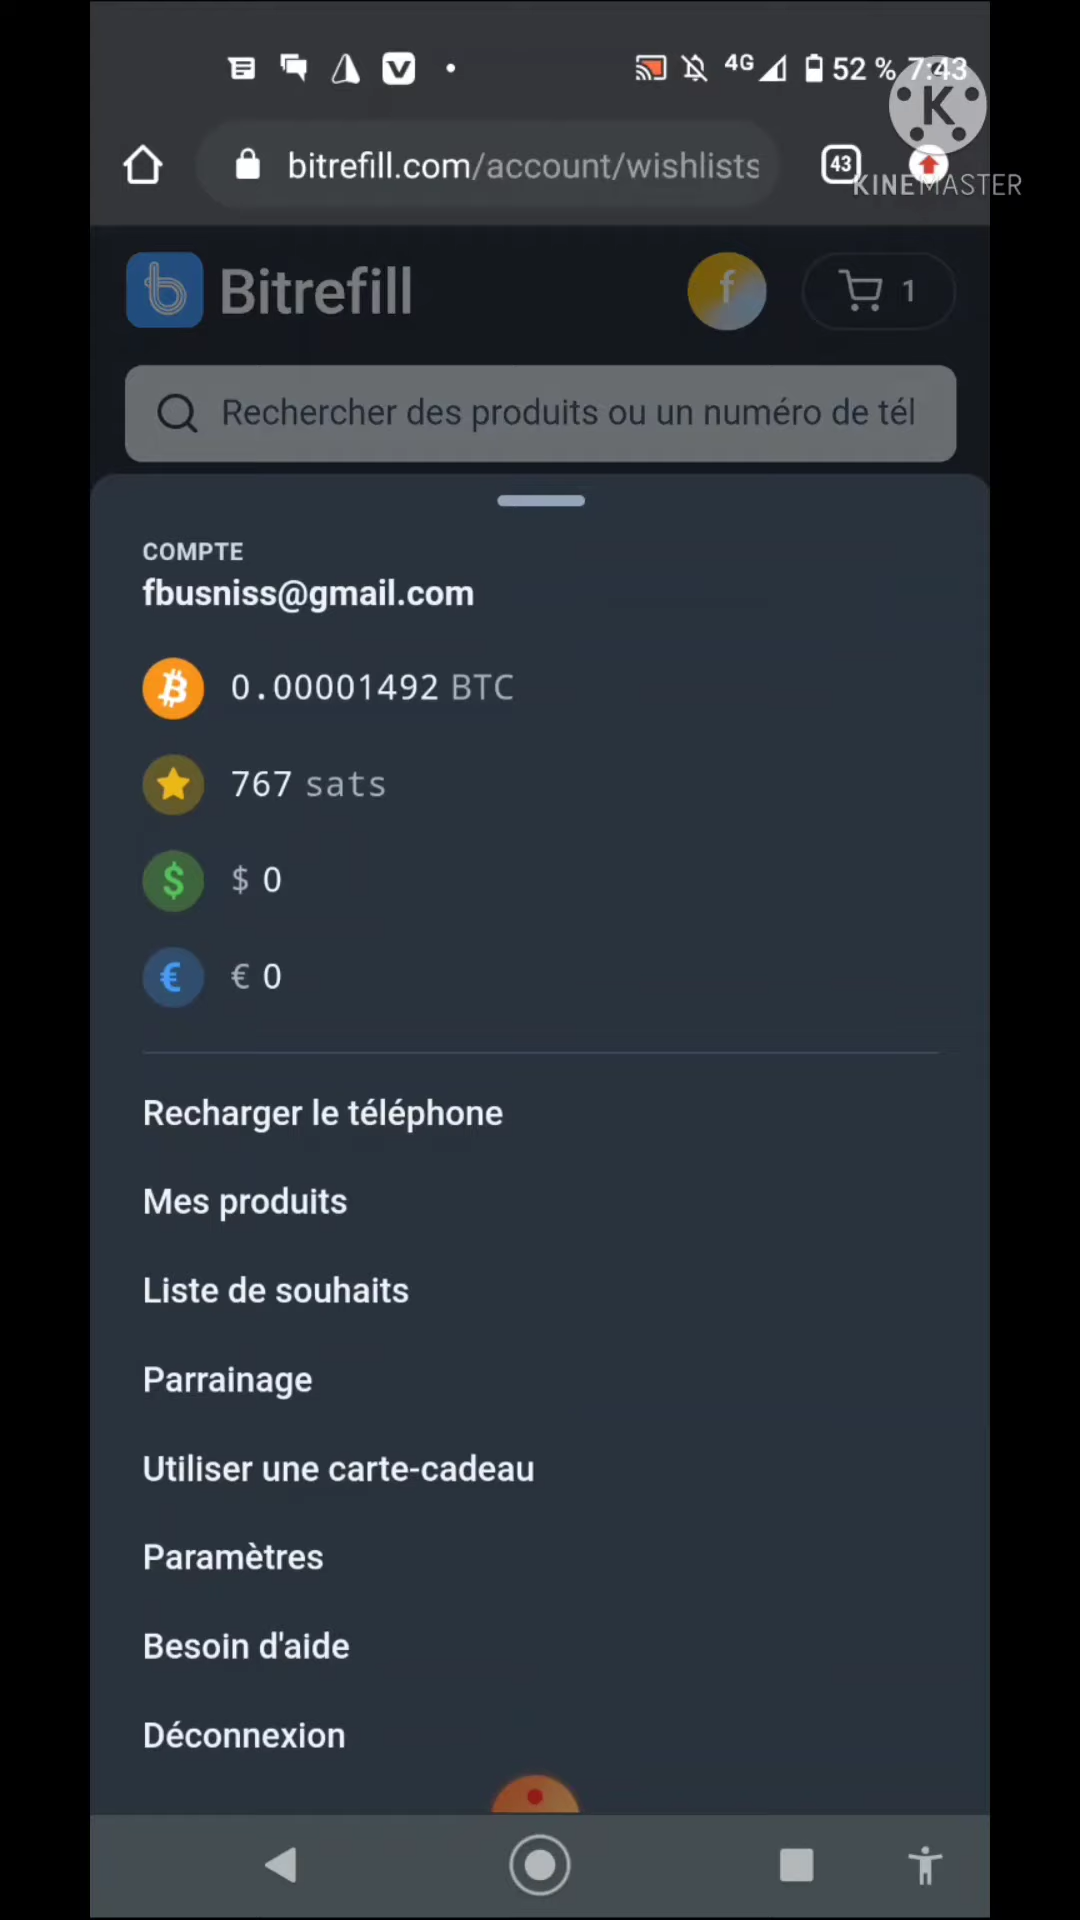 4G 52 % 7:43
K
bitrefill.com/account/wishlists 43
KINEMASTER
Bitrefill f 1
Rechercher des produits ou un numéro de tél
COMPTE
fbusniss@gmail.com
0.00001492 BTC
767 sats
$ 0
€ 0
Recharger le téléphone
Mes produits
Liste de souhaits
Parrainage
Utiliser une carte-cadeau
Paramètres
Besoin d'aide
Déconnexion